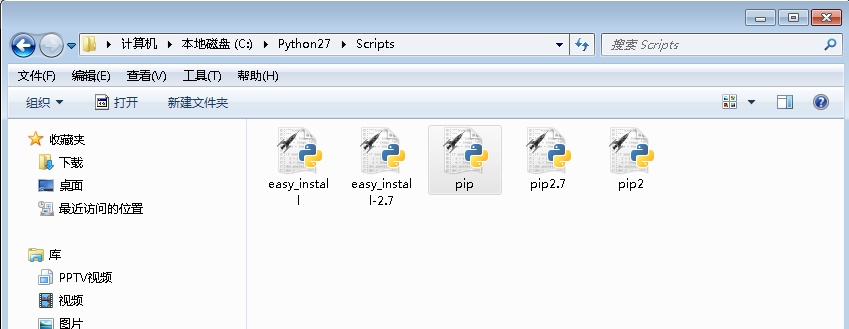 计算机 本地磁盘 (C:) Python27 Scripts 搜索 Scripts
文件(F) 编辑(E) 查看(V) 工具(T) 帮助(H)
组织 打开 新建文件夹
收藏夹
下载
桌面
最近访问的位置
库
PPTV视频
视频
图片
easy_instal
l
easy_insta
ll-2.7
pip
pip2.7
pip2